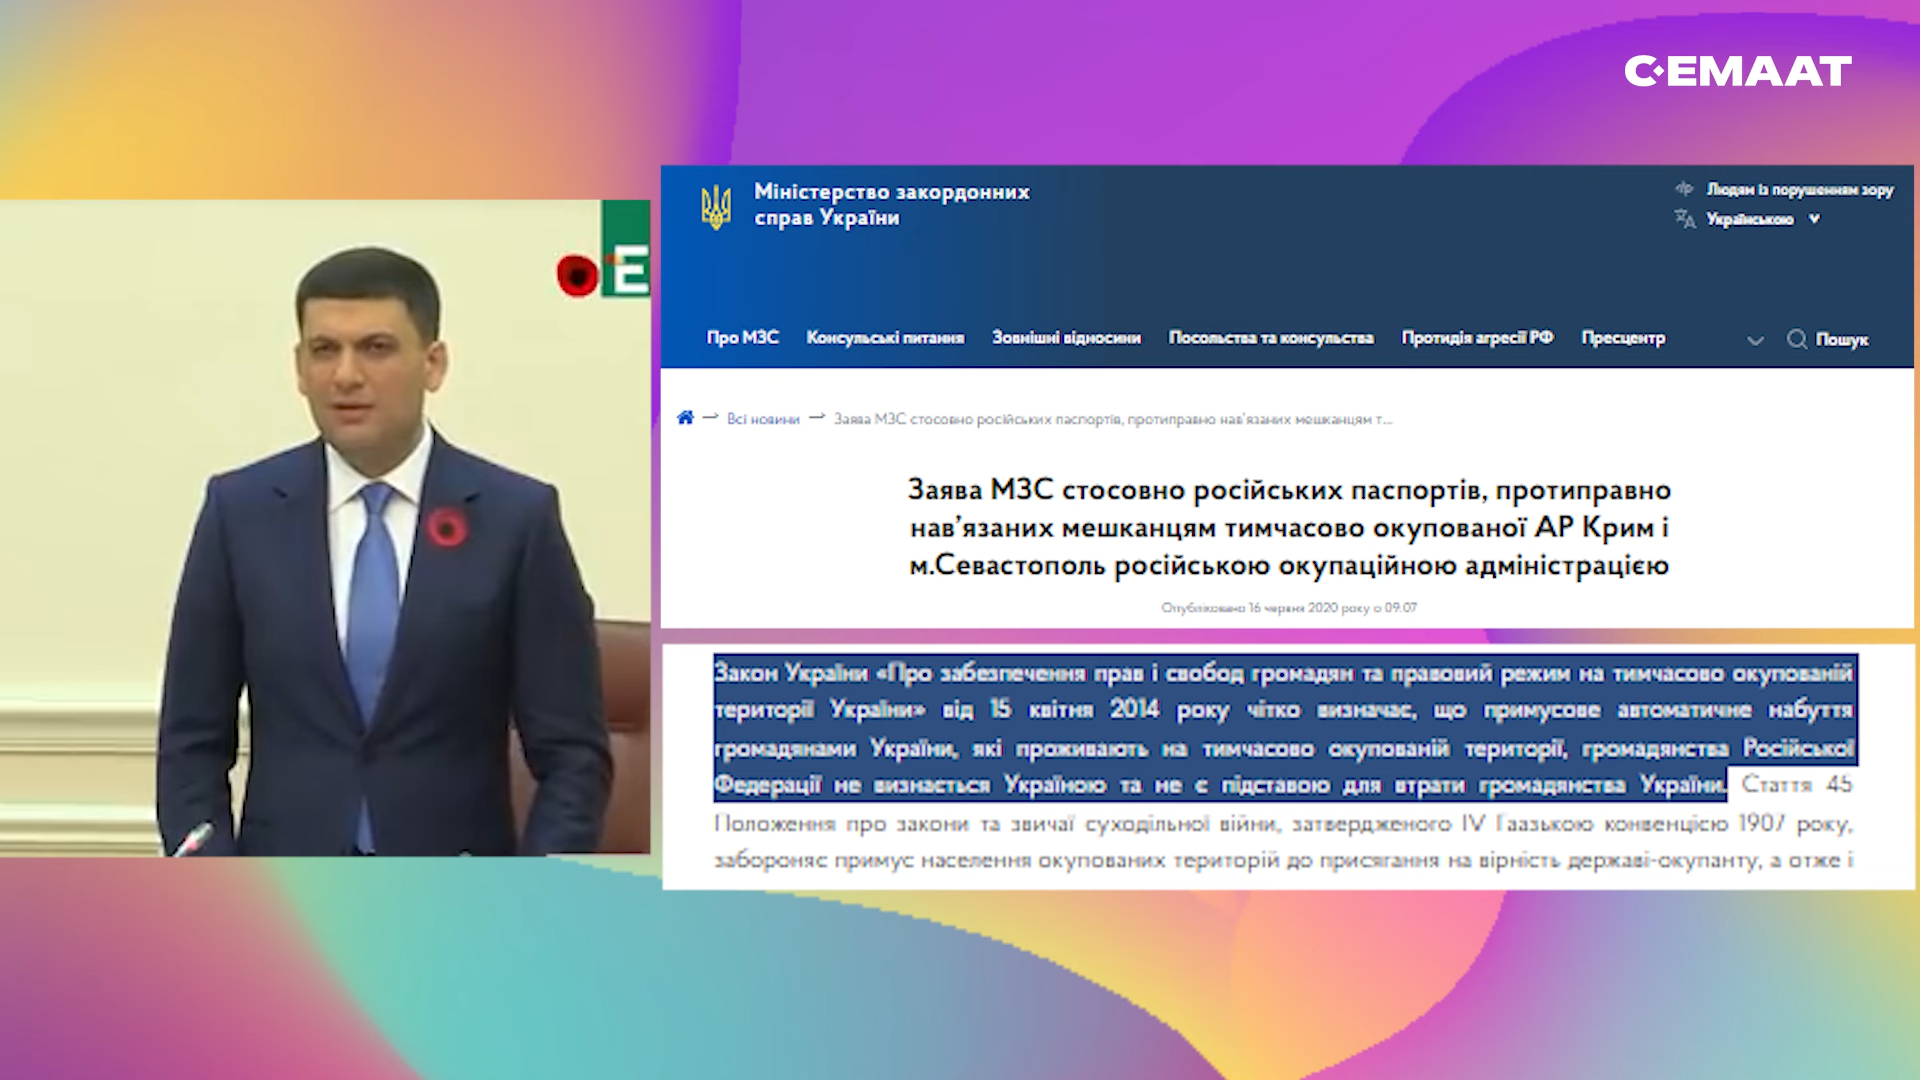 C·EMAAT
E
Міністерство закордонних
справ України
Людям із порушенням зору
Українською
Про МЗС Консульські питання Зовнішні відносини Посольства та консульства Протидія агресії РФ Пресцентр Пошук
Всі новини Заява МЗС стосовно російських паспортів, протиправно нав'язаних мешканцям т...
Заява МЗС стосовно російських паспортів, протиправно
нав’язаних мешканцям тимчасово окупованої АР Крим і
м.Севастополь російською окупаційною адміністрацією
Опубліковано 16 червня 2020 року о 09:07
Закон України «Про забезпечення прав і свобод громадян та правовий режим на тимчасово окупованій
території України» від 15 квітня 2014 року чітко визначає, що примусове автоматичне набуття
громадянами України, які проживають на тимчасово окупованій території, громадянства Російської
Федерації не визнається Україною та не є підставою для втрати громадянства України. Стаття 45
Положення про закони та звичаї суходільної війни, затвердженого IV Гаазькою конвенцією 1907 року,
забороняє примус населення окупованих територій до присягання на вірність державі-окупанту, а отже і